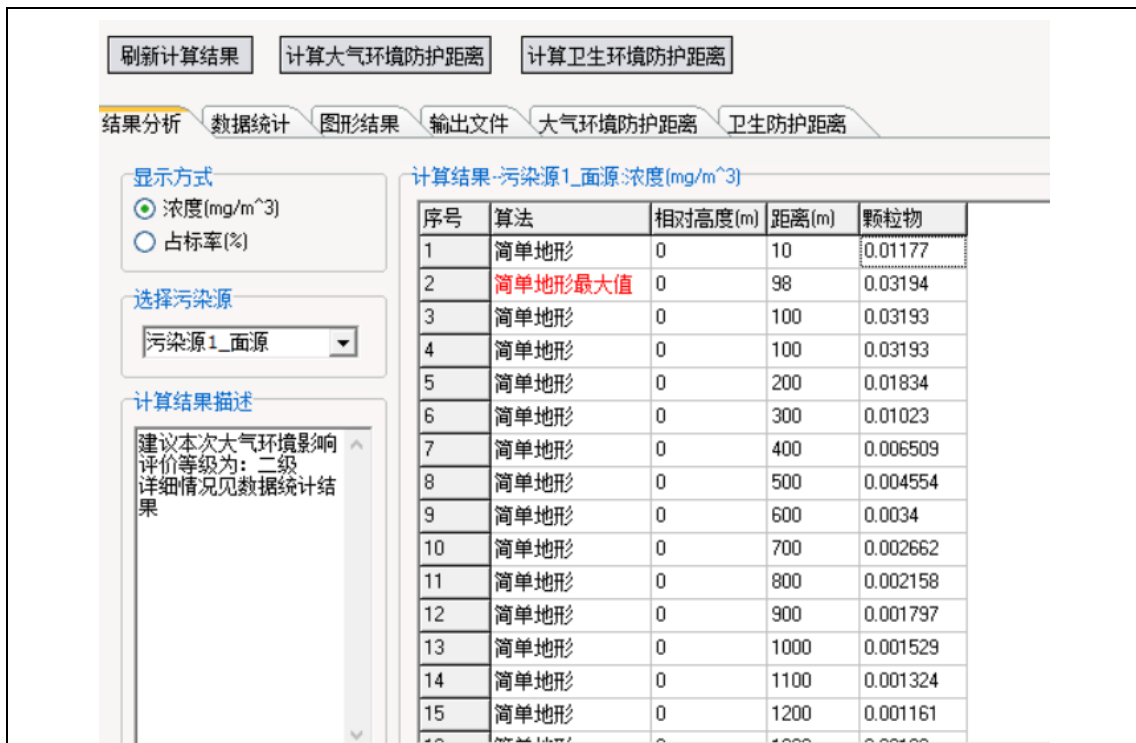 刷新计算结果 计算大气环境防护距离 计算卫生环境防护距离
结果分析 数据统计 图形结果 输出文件 大气环境防护距离 卫生防护距离
显示方式
浓度(mg/m^3)
占标率(%)
选择污染源
污染源1_面源
计算结果描述
建议本次大气环境影响
评价等级为：二级
详细情况见数据统计结
果
计算结果--污染源1_面源:浓度(mg/m^3)
序号 算法 相对高度(m) 距离(m) 颗粒物
1 简单地形 0 10 0.01177
2 简单地形最大值 0 98 0.03194
3 简单地形 0 100 0.03193
4 简单地形 0 100 0.03193
5 简单地形 0 200 0.01834
6 简单地形 0 300 0.01023
7 简单地形 0 400 0.006509
8 简单地形 0 500 0.004554
9 简单地形 0 600 0.0034
10 简单地形 0 700 0.002662
11 简单地形 0 800 0.002158
12 简单地形 0 900 0.001797
13 简单地形 0 1000 0.001529
14 简单地形 0 1100 0.001324
15 简单地形 0 1200 0.001161